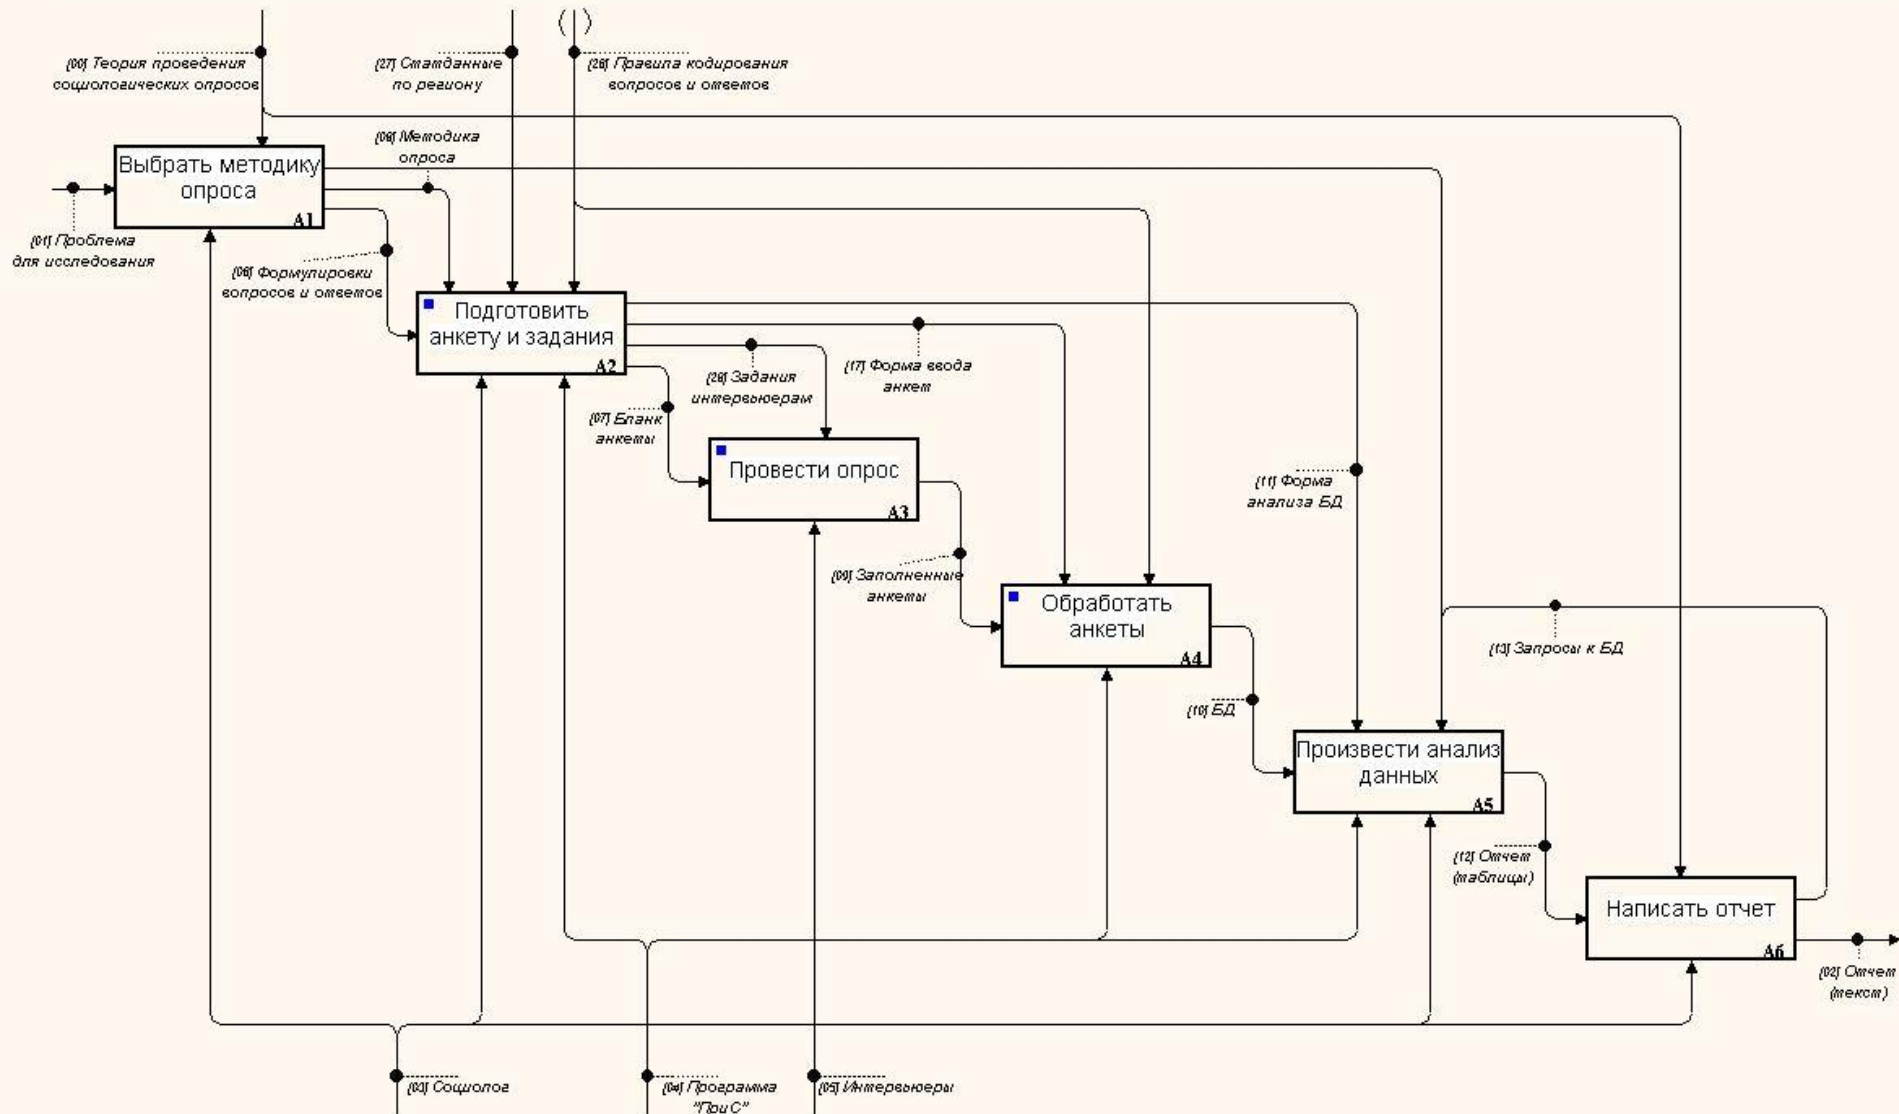 ( )
[00] Теория проведения
социологических опросов
[27] Статданные
по региону
[26] Правила кодирования
вопросов и ответов
[08] Методика
опроса
Выбрать методику
опроса
A1
[01] Проблема
для исследования
[06] Формулировки
вопросов и ответов
Подготовить
анкету и задания
A2
[17] Форма ввода
анкет
[28] Задания
интервьюерам
[07] Бланк
анкеты
Провести опрос
A3
[11] Форма
анализа БД
[09] Заполненные
анкеты
Обработать
анкеты
A4
[13] Запросы к БД
[10] БД
Произвести анализ
данных
A5
[12] Отчет
(таблицы)
Написать отчет
A6
[02] Отчет
(текст)
[03] Социолог
[04] Программа
"ПриС"
[05] Интервьюеры